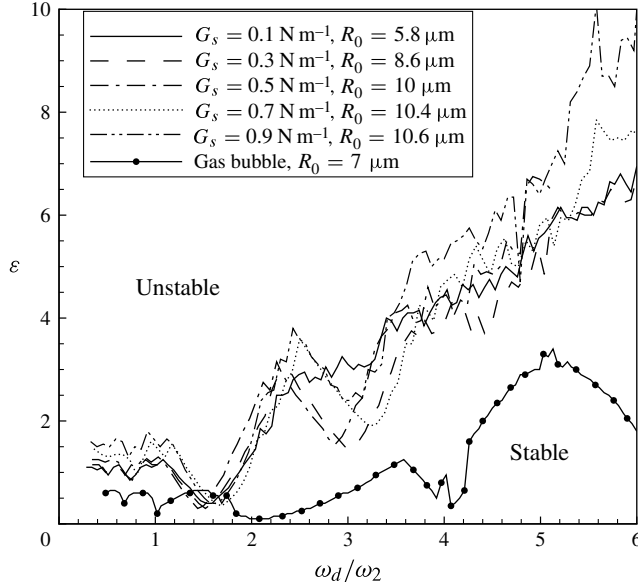 10
8
6
4
2
0
ε
G_s = 0.1 N m⁻¹, R_0 = 5.8 μm
G_s = 0.3 N m⁻¹, R_0 = 8.6 μm
G_s = 0.5 N m⁻¹, R_0 = 10 μm
G_s = 0.7 N m⁻¹, R_0 = 10.4 μm
G_s = 0.9 N m⁻¹, R_0 = 10.6 μm
Gas bubble, R_0 = 7 μm
Unstable
Stable
1 2 3 4 5 6
ω_d/ω_2